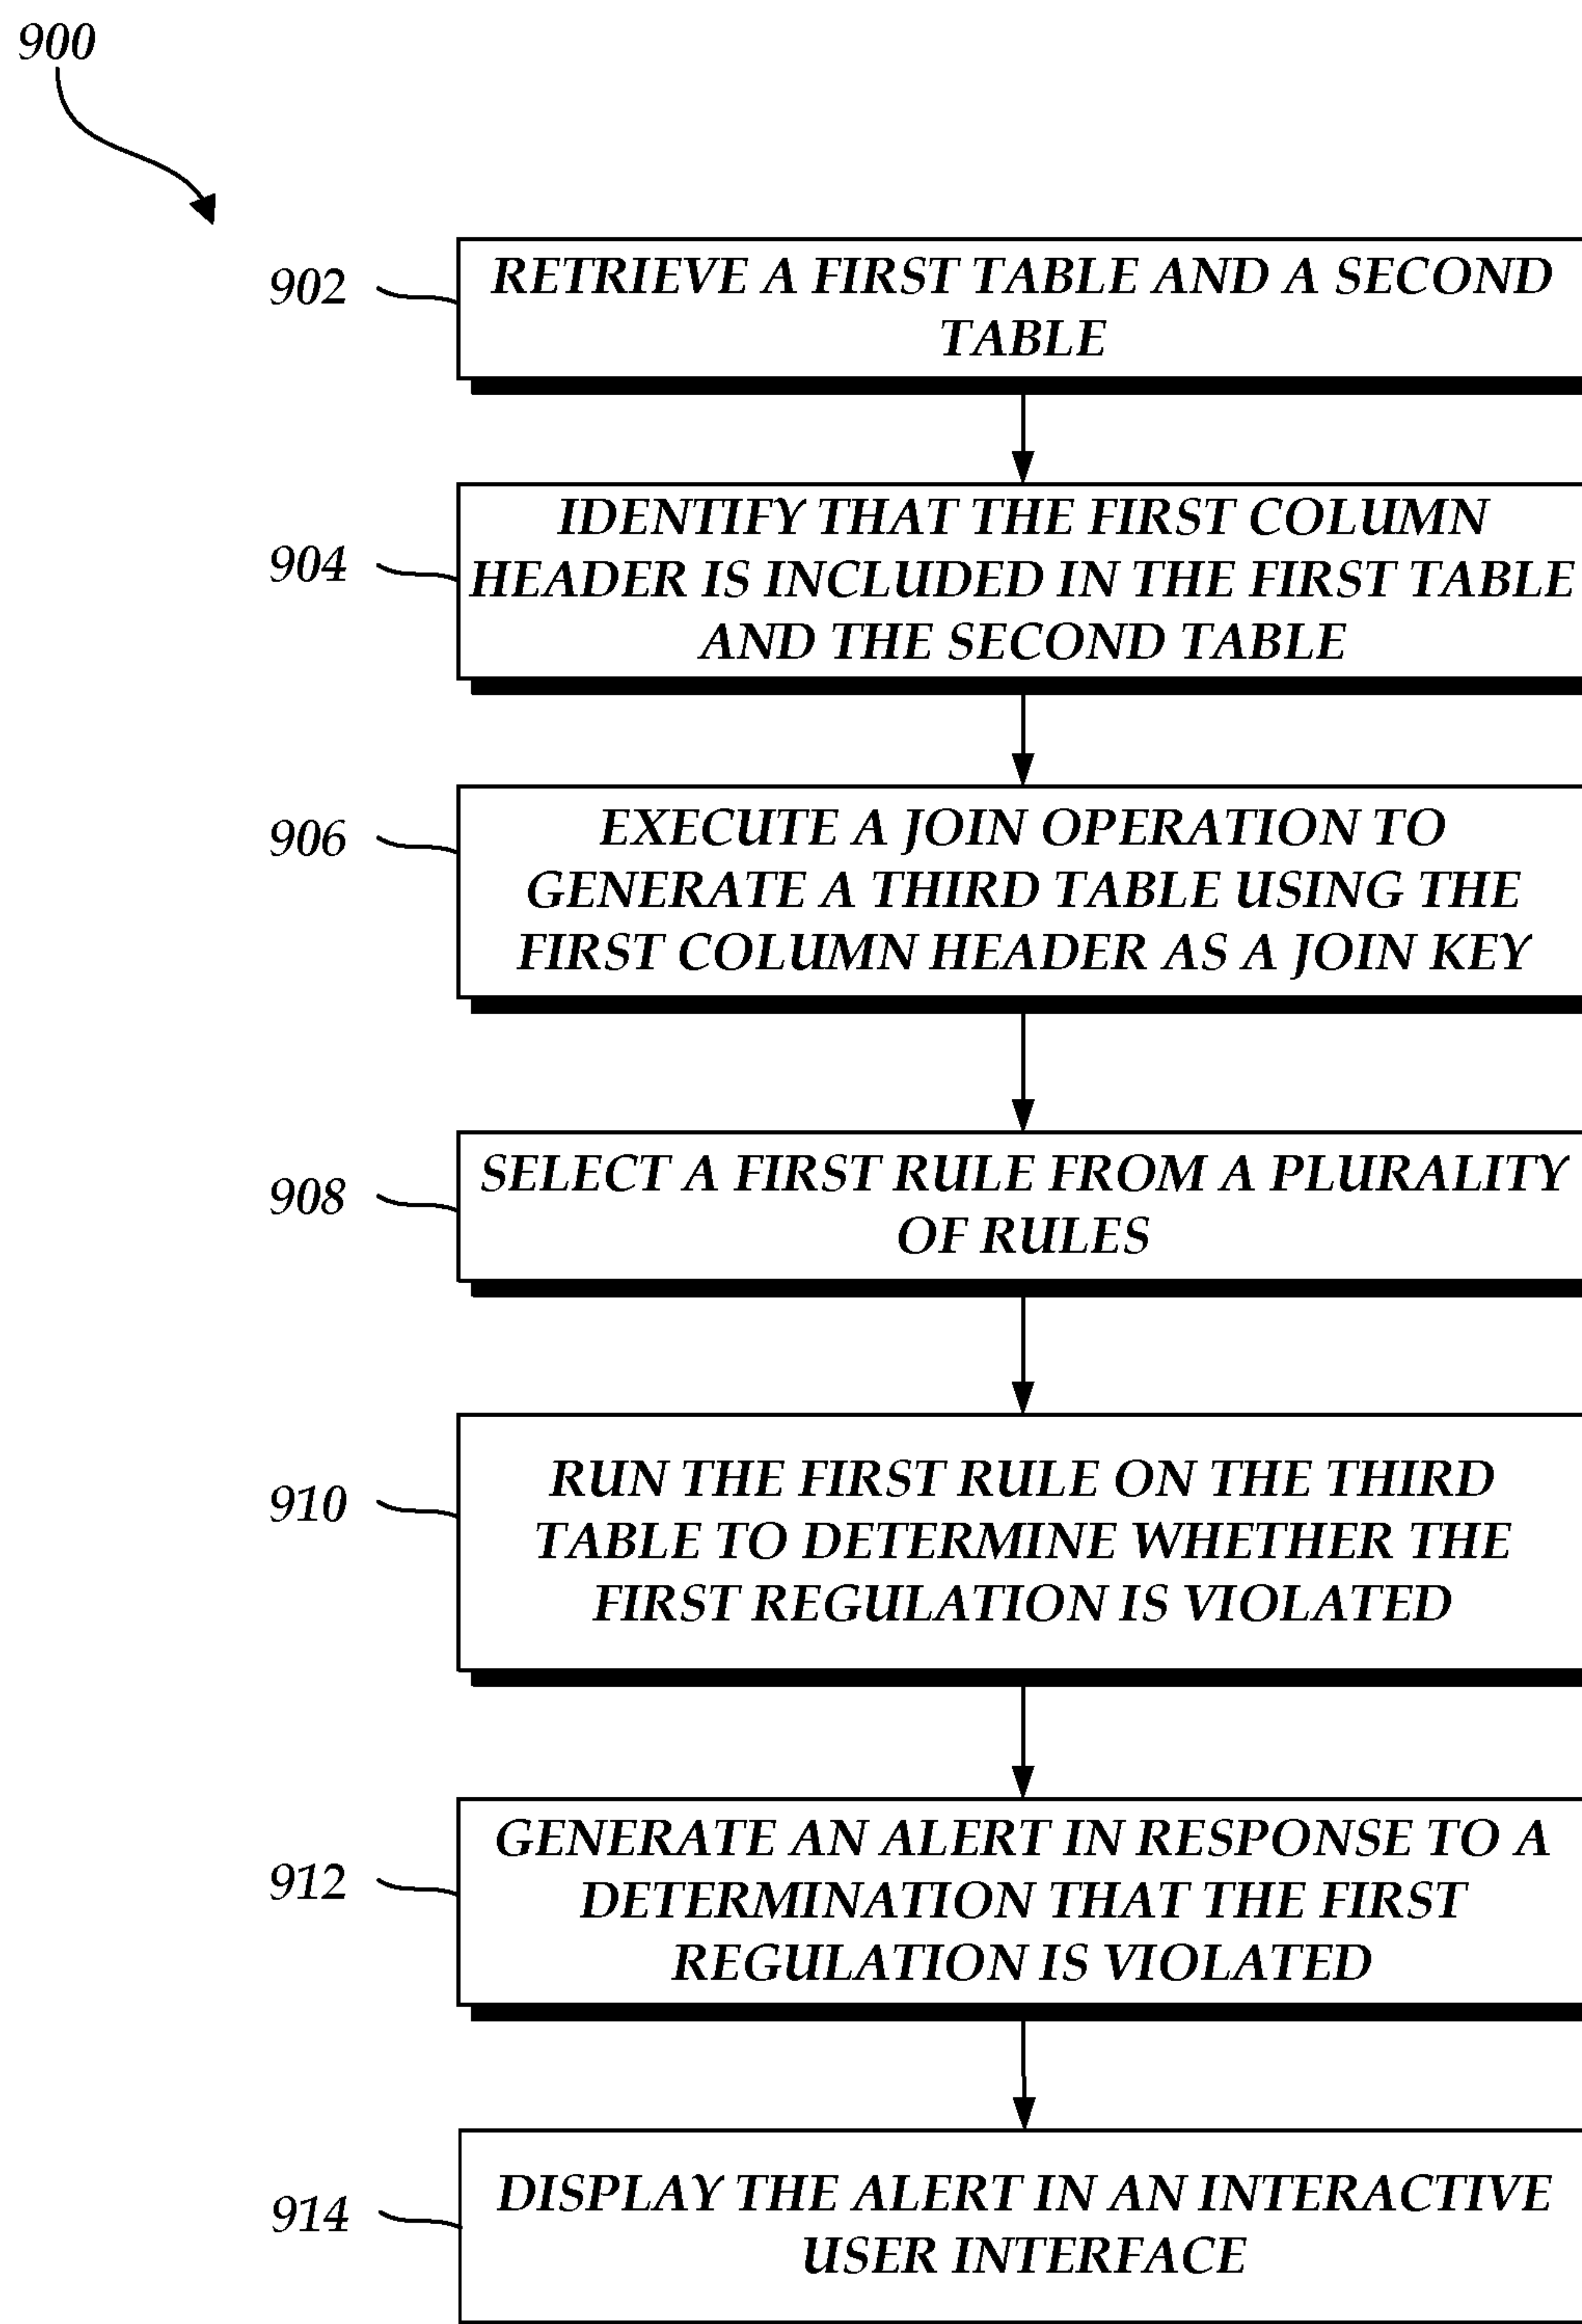 900
902
RETRIEVE A FIRST TABLE AND A SECOND
TABLE
904
IDENTIFY THAT THE FIRST COLUMN
HEADER IS INCLUDED IN THE FIRST TABLE
AND THE SECOND TABLE
906
EXECUTE A JOIN OPERATION TO
GENERATE A THIRD TABLE USING THE
FIRST COLUMN HEADER AS A JOIN KEY
908
SELECT A FIRST RULE FROM A PLURALITY
OF RULES
910
RUN THE FIRST RULE ON THE THIRD
TABLE TO DETERMINE WHETHER THE
FIRST REGULATION IS VIOLATED
912
GENERATE AN ALERT IN RESPONSE TO A
DETERMINATION THAT THE FIRST
REGULATION IS VIOLATED
914
DISPLAY THE ALERT IN AN INTERACTIVE
USER INTERFACE